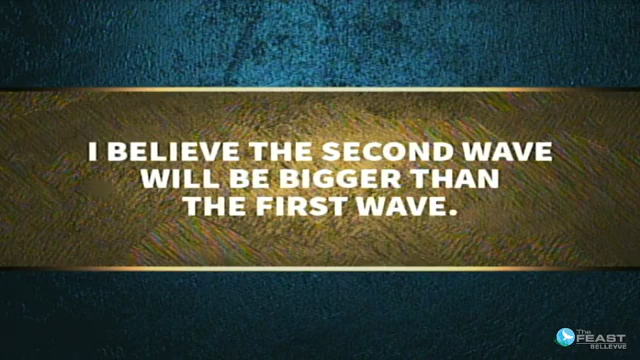 I BELIEVE THE SECOND WAVE
WILL BE BIGGER THAN
THE FIRST WAVE.
The
FEAST
BELLEVUE